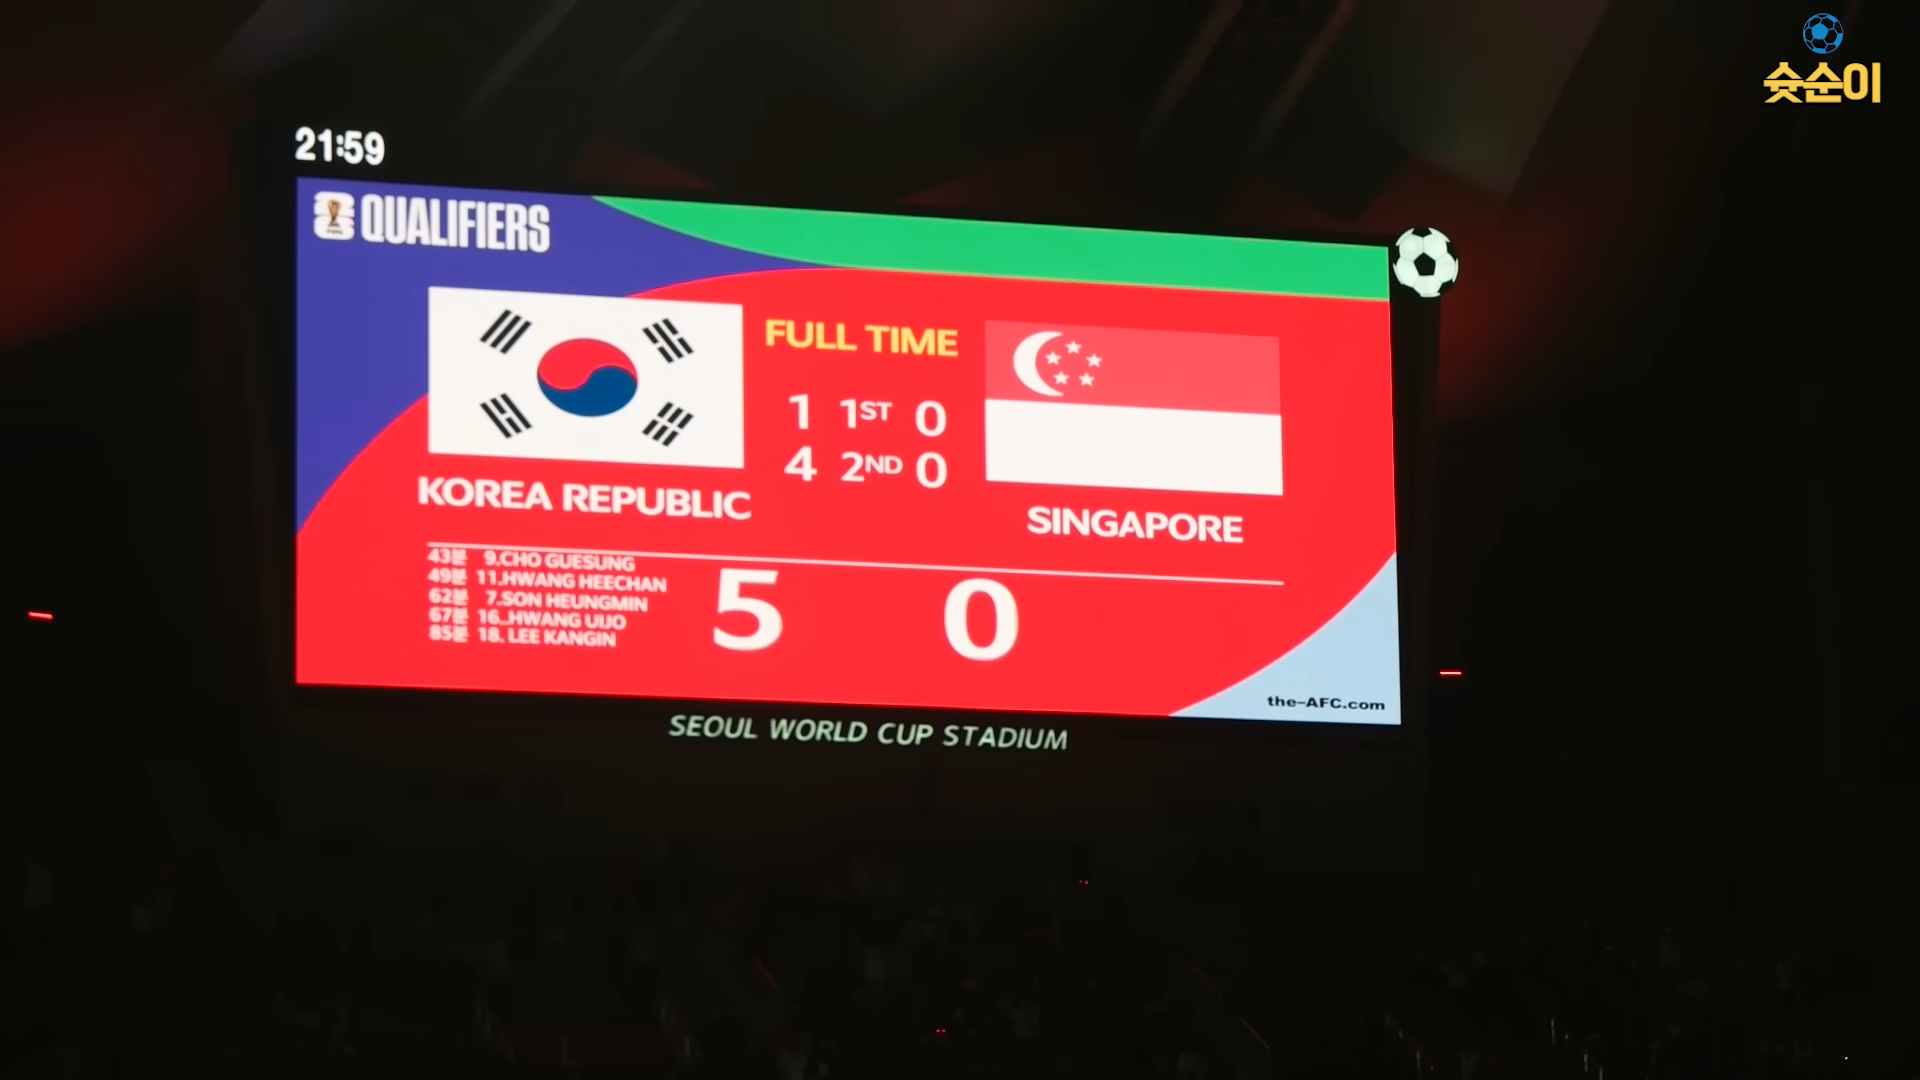 슛순이
21:59
QUALIFIERS
FULL TIME
1 1ST 0
4 2ND 0
KOREA REPUBLIC
SINGAPORE
43분 9.CHO GUESUNG
49분 11.HWANG HEECHAN
62분 7.SON HEUNGMIN
67분 16..HWANG UIJO
85분 18. LEE KANGIN
5 0
the-AFC.com
SEOUL WORLD CUP STADIUM